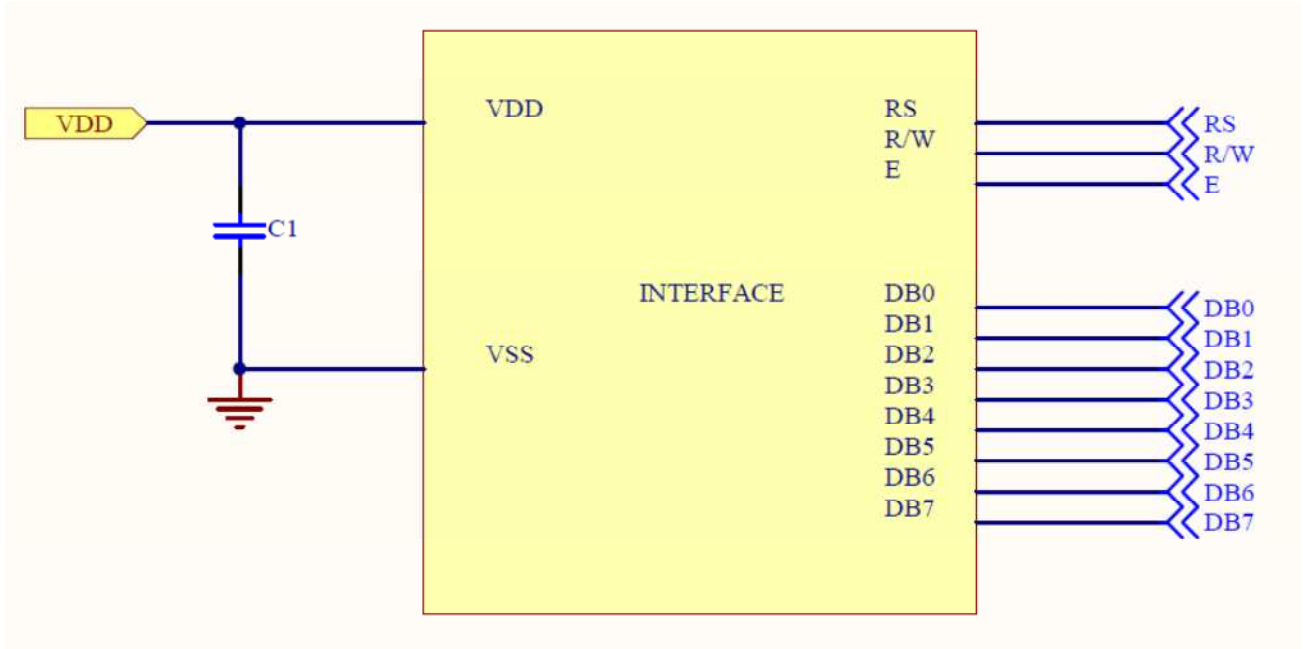 VDD
VDD
RS
RS
R/W
R/W
E
E
C1
INTERFACE
DB0
DB0
DB1
DB1
VSS
DB2
DB2
DB3
DB3
DB4
DB4
DB5
DB5
DB6
DB6
DB7
DB7